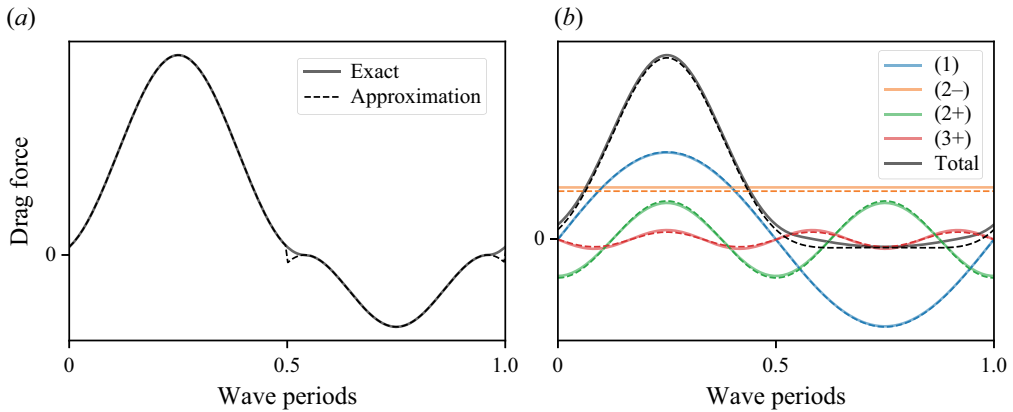 (a)
Exact
Approximation
Drag force
0
0
0.5
1.0
Wave periods
(b)
(1)
(2–)
(2+)
(3+)
Total
0
0
0.5
1.0
Wave periods